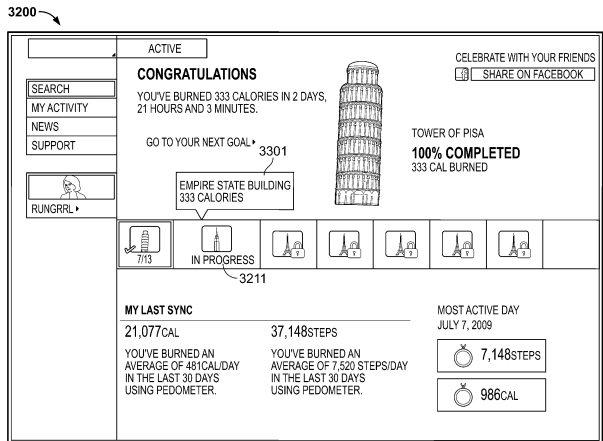 3200
ACTIVE
CELEBRATE WITH YOUR FRIENDS
SHARE ON FACEBOOK
SEARCH
MY ACTIVITY
NEWS
SUPPORT
RUNGRRL
CONGRATULATIONS
YOU'VE BURNED 333 CALORIES IN 2 DAYS,
21 HOURS AND 3 MINUTES.
GO TO YOUR NEXT GOAL
TOWER OF PISA
100% COMPLETED
333 CAL BURNED
3301
EMPIRE STATE BUILDING
333 CALORIES
7/13
IN PROGRESS
3211
MY LAST SYNC
21,077CAL
YOU'VE BURNED AN
AVERAGE OF 481CAL/DAY
IN THE LAST 30 DAYS
USING PEDOMETER.
37,148STEPS
YOU'VE BURNED AN
AVERAGE OF 7,520 STEPS/DAY
IN THE LAST 30 DAYS
USING PEDOMETER.
MOST ACTIVE DAY
JULY 7, 2009
7,148STEPS
986CAL